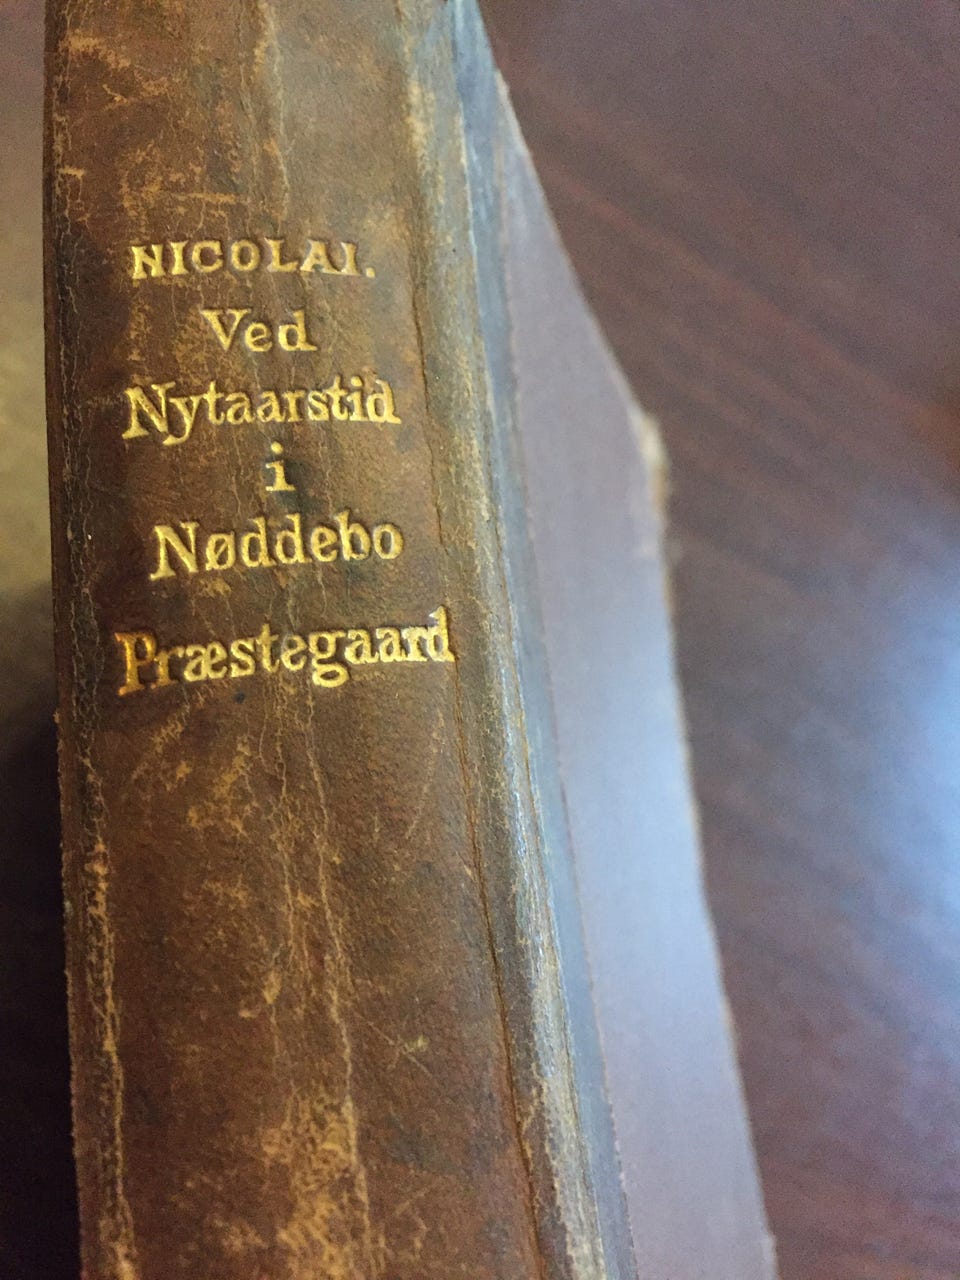 NICOLAI.
Ved
Nytaarstid
i
Nøddebo
Præstegaard